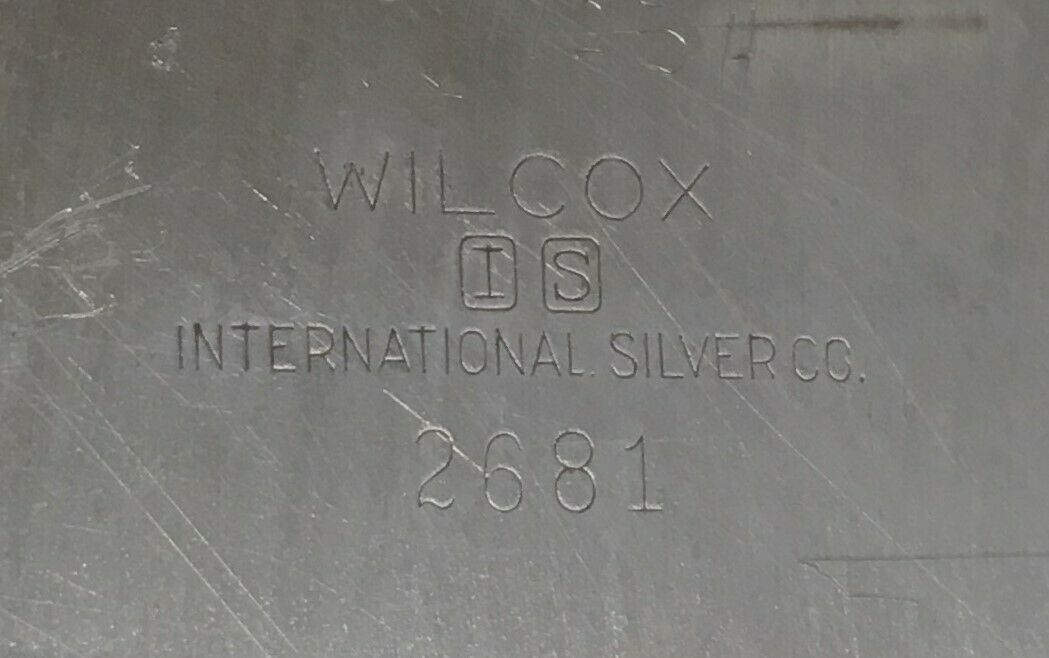 WILCOX
I S
INTERNATIONAL SILVER CO.
2681